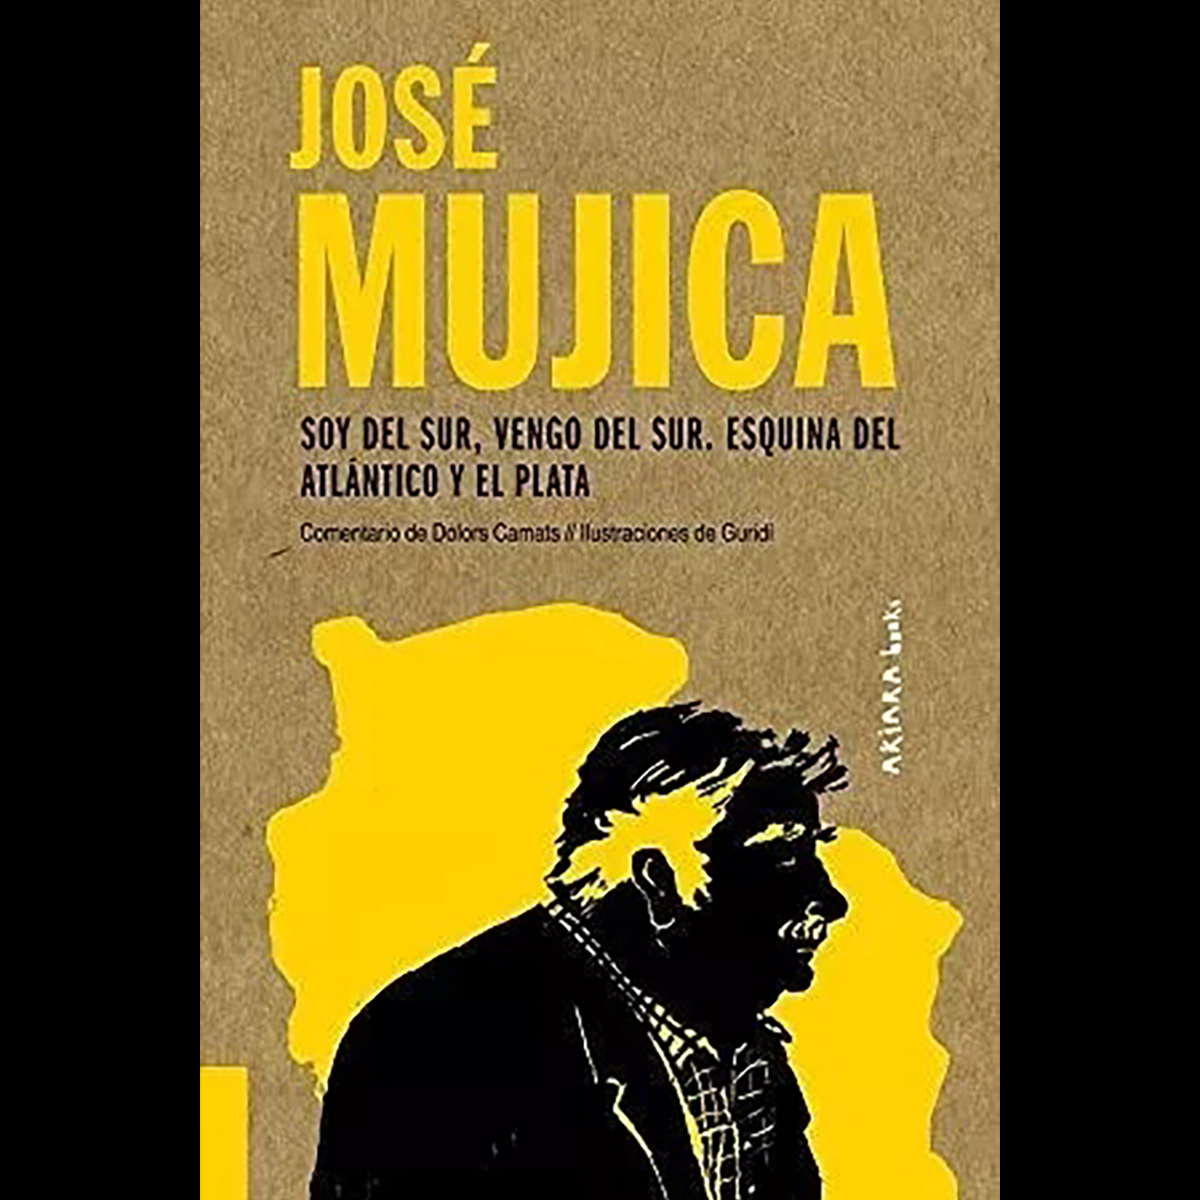 JOSÉ
MUJICA
SOY DEL SUR, VENGO DEL SUR. ESQUINA DEL
ATLÁNTICO Y EL PLATA
Comentario de Dolors Camats // Ilustraciones de Guridi
AKIARA books